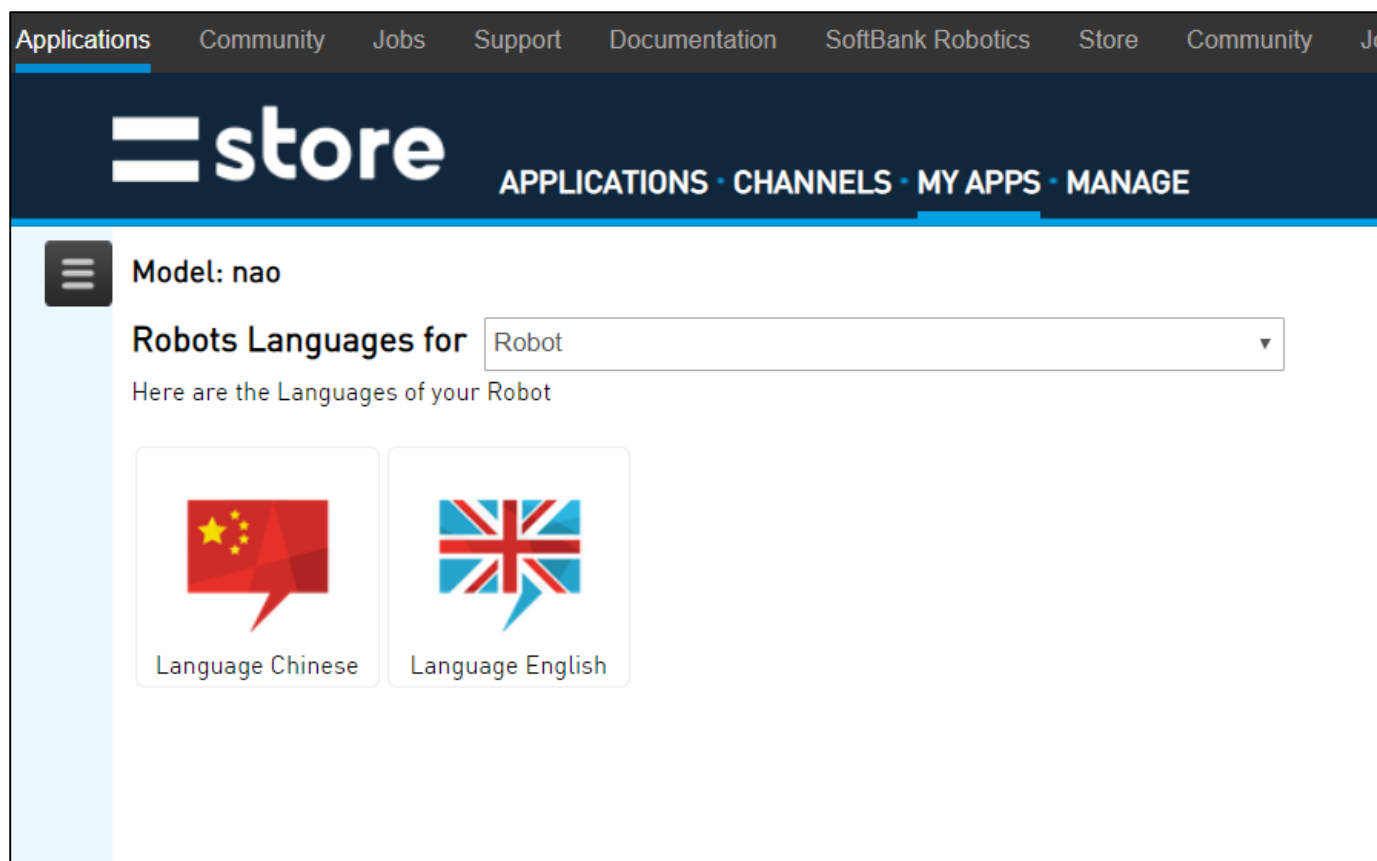 Applications Community Jobs Support Documentation SoftBank Robotics Store Community
store
APPLICATIONS · CHANNELS · MY APPS · MANAGE
Model: nao
Robots Languages for Robot
Here are the Languages of your Robot
Language Chinese Language English